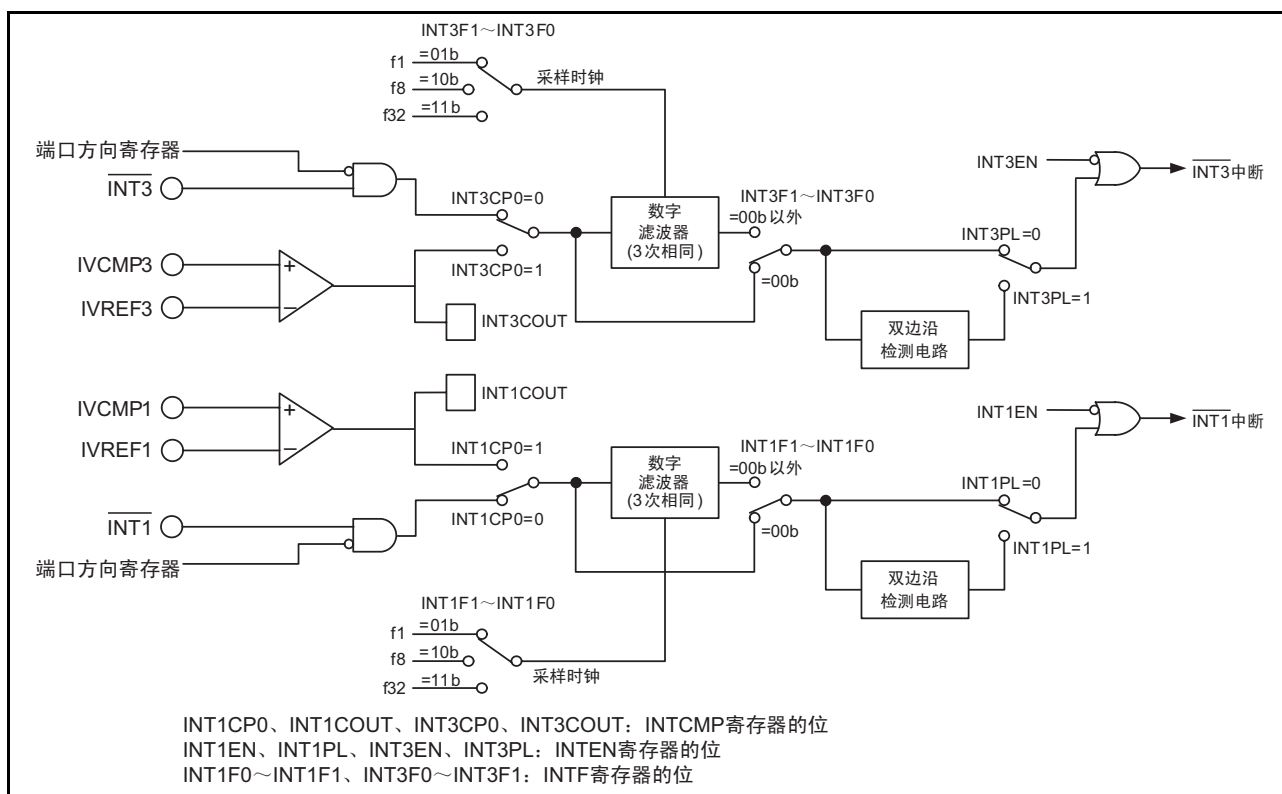 INT3F1～INT3F0
f1
=01b
f8
=10b
采样时钟
f32
=11b
端口方向寄存器
INT3
INT3CP0=0
数字
滤波器
(3次相同)
INT3F1～INT3F0
=00b以外
INT3EN
INT3中断
IVCMP3
+
INT3CP0=1
=00b
INT3PL=0
IVREF3
−
INT3COUT
INT3PL=1
双边沿
检测电路
IVCMP1
+
INT1COUT
INT1EN
INT1中断
IVREF1
−
INT1CP0=1
数字
滤波器
(3次相同)
INT1F1～INT1F0
=00b以外
INT1
INT1CP0=0
=00b
INT1PL=0
端口方向寄存器
INT1PL=1
双边沿
检测电路
INT1F1～INT1F0
f1
=01b
f8
=10b
采样时钟
f32
=11b
INT1CP0、INT1COUT、INT3CP0、INT3COUT：INTCMP寄存器的位
INT1EN、INT1PL、INT3EN、INT3PL：INTEN寄存器的位
INT1F0～INT1F1、INT3F0～INT3F1：INTF寄存器的位